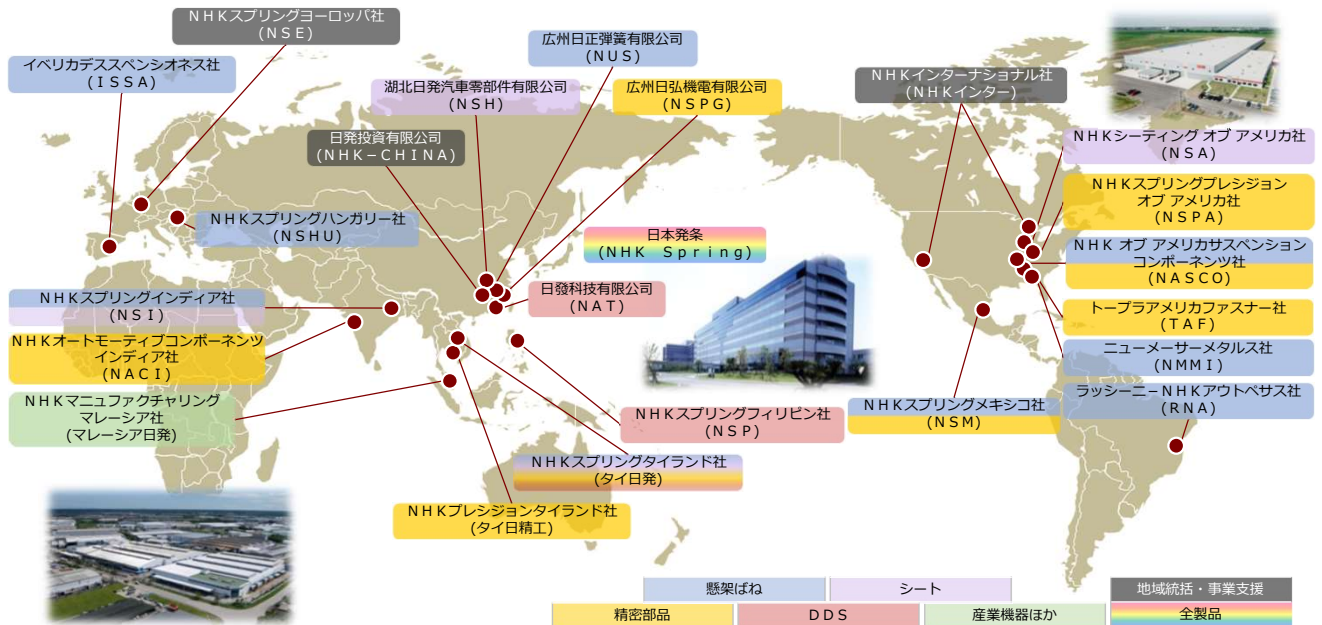 NHKスプリングヨーロッパ社
(NSE)
イベリカデススペンシオネス社
(ISSA)
広州日正弾簧有限公司
(NUS)
湖北日発汽車零部件有限公司
(NSH)
広州日弘機電有限公司
(NSPG)
日発投資有限公司
(NHK-CHINA)
NHKインターナショナル社
(NHKインター)
NHKシーティング オブ アメリカ社
(NSA)
NHKスプリングプレシジョン
オブ アメリカ社
(NSPA)
NHKスプリングハンガリー社
(NSHU)
日本発条
(NHK Spring)
NHK オブ アメリカサスペンション
コンポーネンツ社
(NASCO)
日發科技有限公司
(NAT)
NHKスプリングインディア社
(NSI)
トープラアメリカファスナー社
(TAF)
NHKオートモーティブコンポーネンツ
インディア社
(NACI)
ニューメーサーメタルス社
(NMMI)
ラッシーニ-NHKアウトペサス社
(RNA)
NHKマニュファクチャリング
マレーシア社
(マレーシア日発)
NHKスプリングフィリピン社
(NSP)
NHKスプリングメキシコ社
(NSM)
NHKスプリングタイランド社
(タイ日発)
NHKプレシジョンタイランド社
(タイ日精工)
懸架ばね
シート
地域統括・事業支援
精密部品
DDS
産業機器ほか
全製品